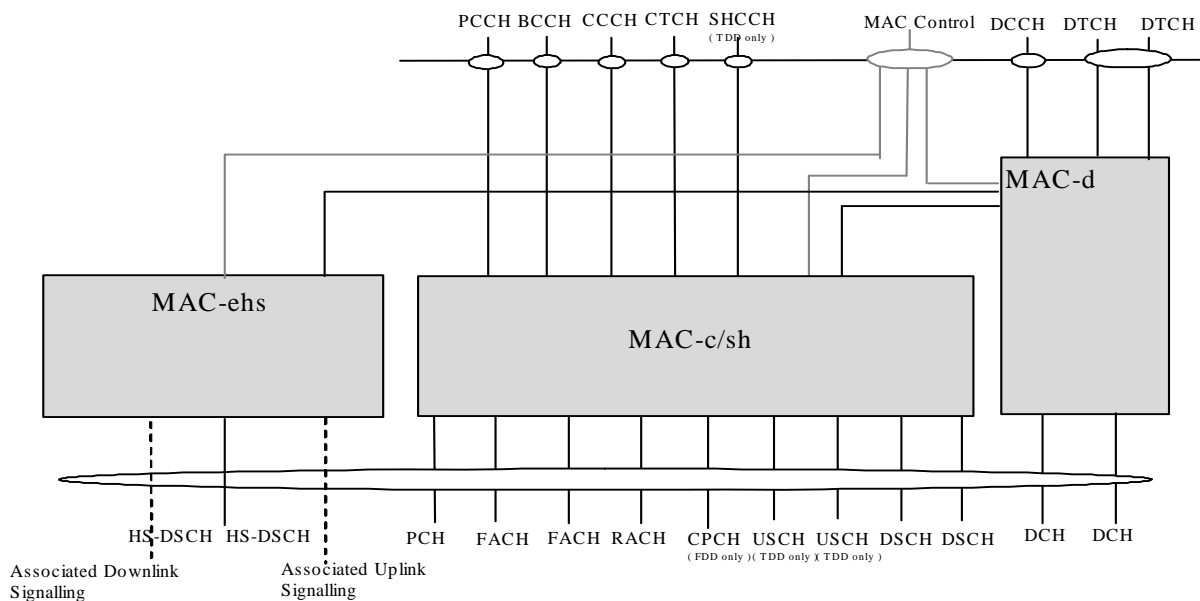 PCCH BCCH CCCH CTCH SHCCH MAC Control DCCH DTCH DTCH
( TDD only )
MAC-d
MAC-ehs
MAC-c/sh
HS-DSCH HS-DSCH PCH FACH FACH RACH CPCH USCH USCH DSCH DSCH DCH DCH
( FDD only ) ( TDD only ) ( TDD only )
Associated Downlink
Signalling
Associated Uplink
Signalling